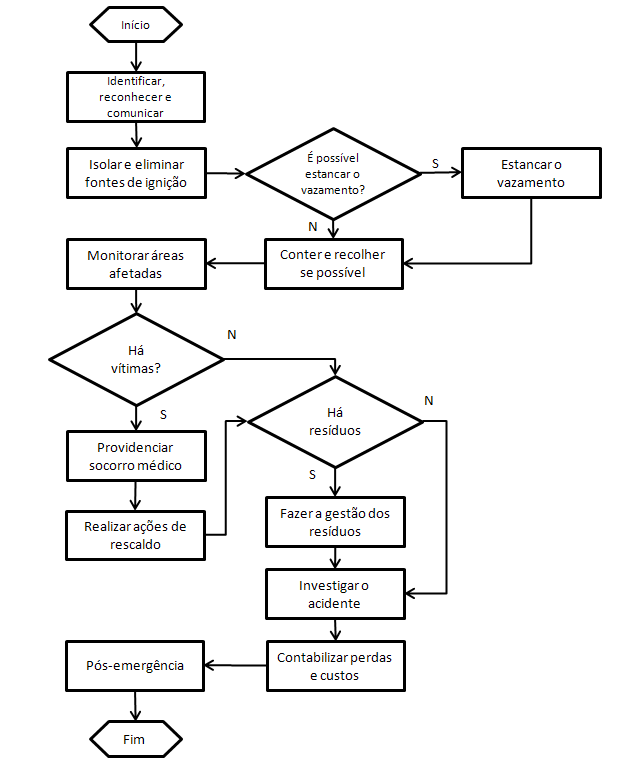 Início
Identificar,
reconhecer e
comunicar
Isolar e eliminar
fontes de ignição
É possível
estancar o
vazamento?
S
Estancar o
vazamento
N
Conter e recolher
se possível
Monitorar áreas
afetadas
Há
vítimas?
N
S
Há
resíduos
N
S
Providenciar
socorro médico
Realizar ações de
rescaldo
Fazer a gestão dos
resíduos
Investigar o
acidente
Contabilizar perdas
e custos
Pós-emergência
Fim